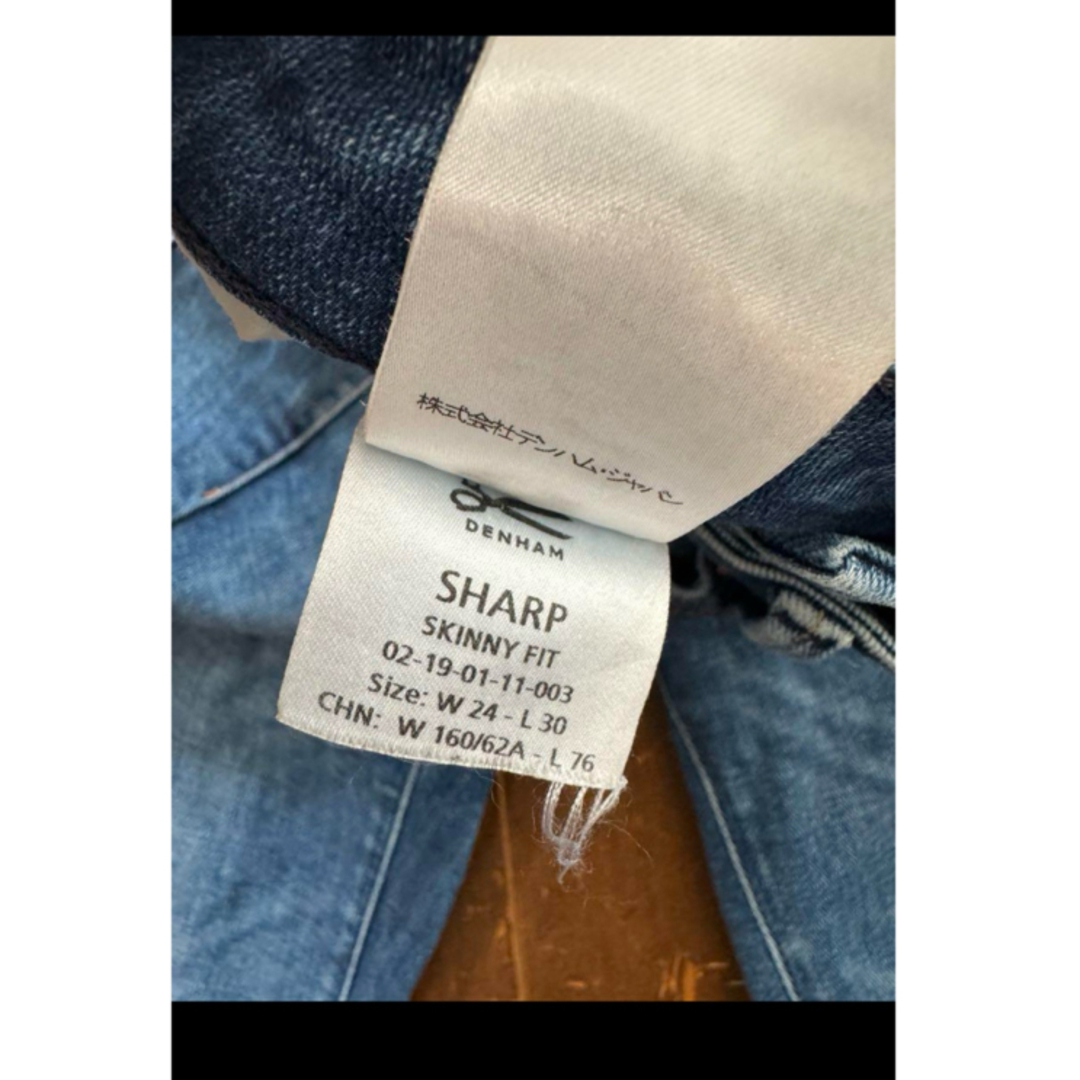 株式会社デンハム・ジャパン
DENHAM
SHARP
SKINNY FIT
02-19-01-11-003
Size: W 24 - L 30
CHN: W 160/62A - L 76